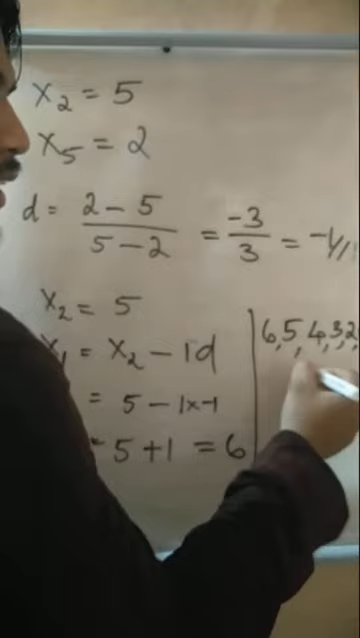 x₂ = 5
x₅ = 2
d = (2 - 5)/(5 - 2) = -3/3 = -1/1
x₂ = 5
x₁ = x₂ - 1d
= 5 - 1x-1
= 5 + 1 = 6
6, 5, 4, 3, 2,